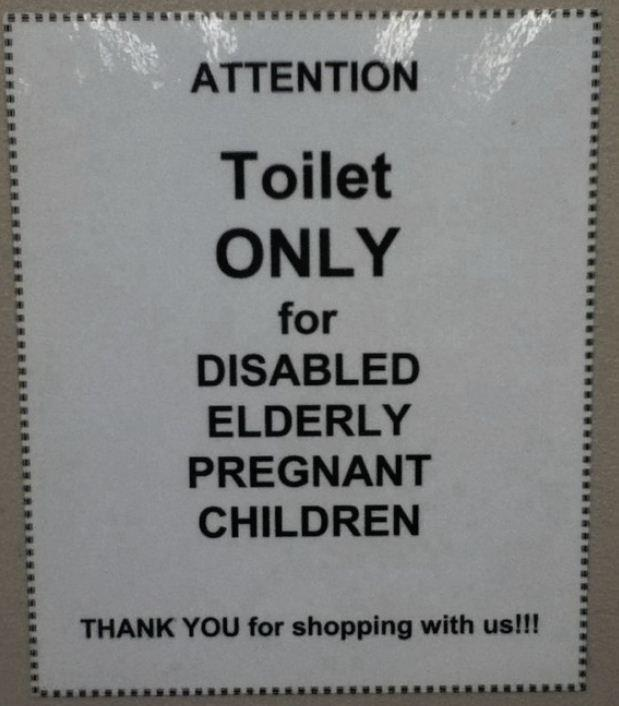 ATTENTION
Toilet
ONLY
for
DISABLED
ELDERLY
PREGNANT
CHILDREN
THANK YOU for shopping with us!!!